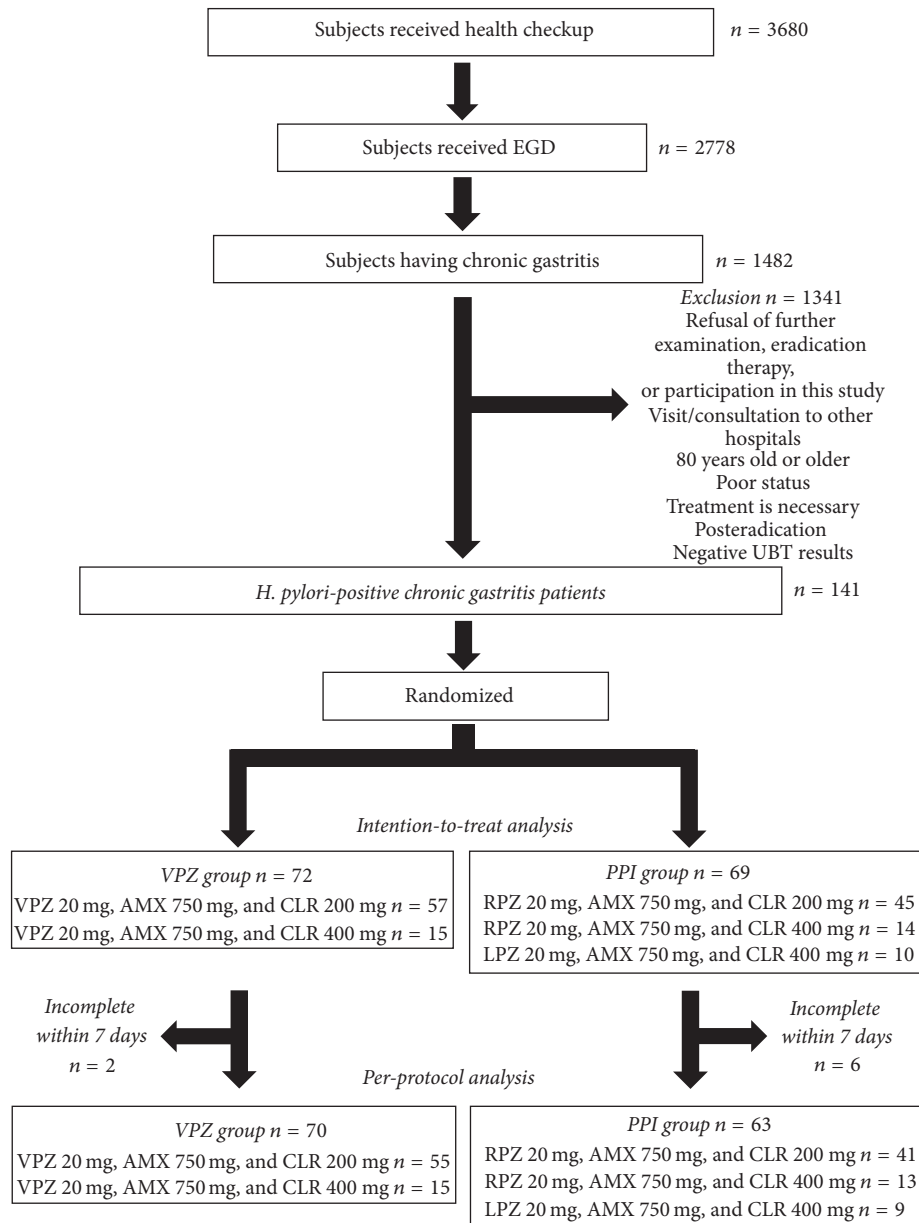 Subjects received health checkup
n = 3680
Subjects received EGD
n = 2778
Subjects having chronic gastritis
n = 1482
Exclusion n = 1341
Refusal of further
examination, eradication
therapy,
or participation in this study
Visit/consultation to other
hospitals
80 years old or older
Poor status
Treatment is necessary
Posteradication
Negative UBT results
H. pylori-positive chronic gastritis patients
n = 141
Randomized
Intention-to-treat analysis
VPZ group n = 72
VPZ 20 mg, AMX 750 mg, and CLR 200 mg n = 57
VPZ 20 mg, AMX 750 mg, and CLR 400 mg n = 15
PPI group n = 69
RPZ 20 mg, AMX 750 mg, and CLR 200 mg n = 45
RPZ 20 mg, AMX 750 mg, and CLR 400 mg n = 14
LPZ 20 mg, AMX 750 mg, and CLR 400 mg n = 10
Incomplete
within 7 days
n = 2
Incomplete
within 7 days
n = 6
Per-protocol analysis
VPZ group n = 70
VPZ 20 mg, AMX 750 mg, and CLR 200 mg n = 55
VPZ 20 mg, AMX 750 mg, and CLR 400 mg n = 15
PPI group n = 63
RPZ 20 mg, AMX 750 mg, and CLR 200 mg n = 41
RPZ 20 mg, AMX 750 mg, and CLR 400 mg n = 13
LPZ 20 mg, AMX 750 mg, and CLR 400 mg n = 9